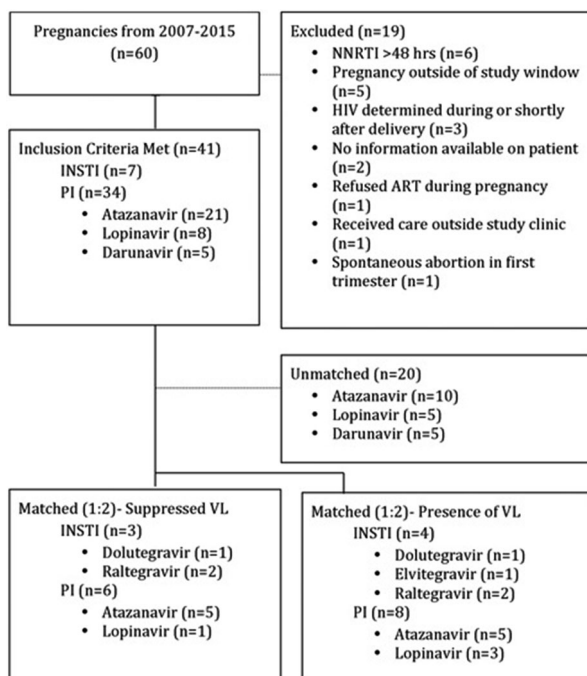 Pregnancies from 2007-2015
(n=60)
Excluded (n=19)
• NNRTI >48 hrs (n=6)
• Pregnancy outside of study window
(n=5)
• HIV determined during or shortly
after delivery (n=3)
• No information available on patient
(n=2)
• Refused ART during pregnancy
(n=1)
• Received care outside study clinic
(n=1)
• Spontaneous abortion in first
trimester (n=1)
Inclusion Criteria Met (n=41)
INSTI (n=7)
PI (n=34)
• Atazanavir (n=21)
• Lopinavir (n=8)
• Darunavir (n=5)
Unmatched (n=20)
• Atazanavir (n=10)
• Lopinavir (n=5)
• Darunavir (n=5)
Matched (1:2)- Suppressed VL
INSTI (n=3)
• Dolutegravir (n=1)
• Raltegravir (n=2)
PI (n=6)
• Atazanavir (n=5)
• Lopinavir (n=1)
Matched (1:2)- Presence of VL
INSTI (n=4)
• Dolutegravir (n=1)
• Elvitegravir (n=1)
• Raltegravir (n=2)
PI (n=8)
• Atazanavir (n=5)
• Lopinavir (n=3)